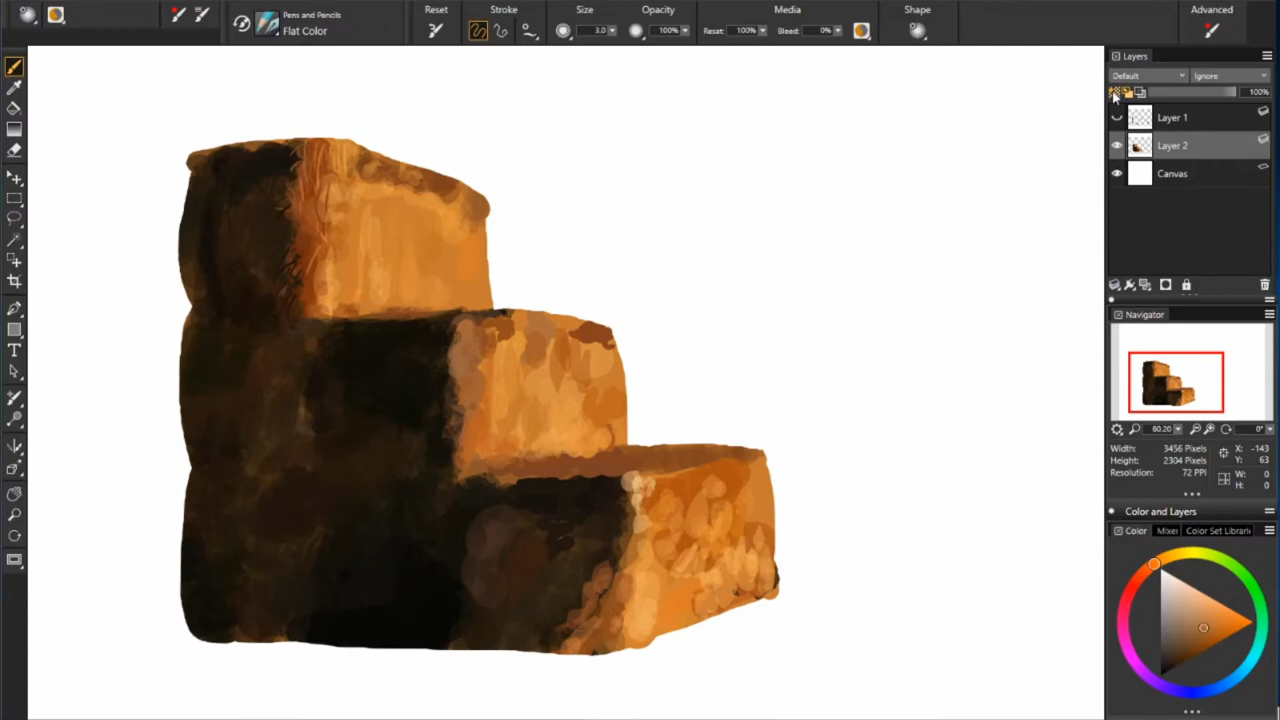 Pens and Pencils
Flat Color
Reset
Stroke
Size
3.0
Opacity
100%
Media
Resat: 100%
Bleed: 0%
Shape
Advanced
Layers
Default
Ignore
100%
Layer 1
Layer 2
Canvas
Navigator
60.20
0°
Width: 3456 Pixels
Height: 2304 Pixels
Resolution: 72 PPI
X: -143
Y: 63
W: 0
H: 0
Color and Layers
Color
Mixer
Color Set Librari
T